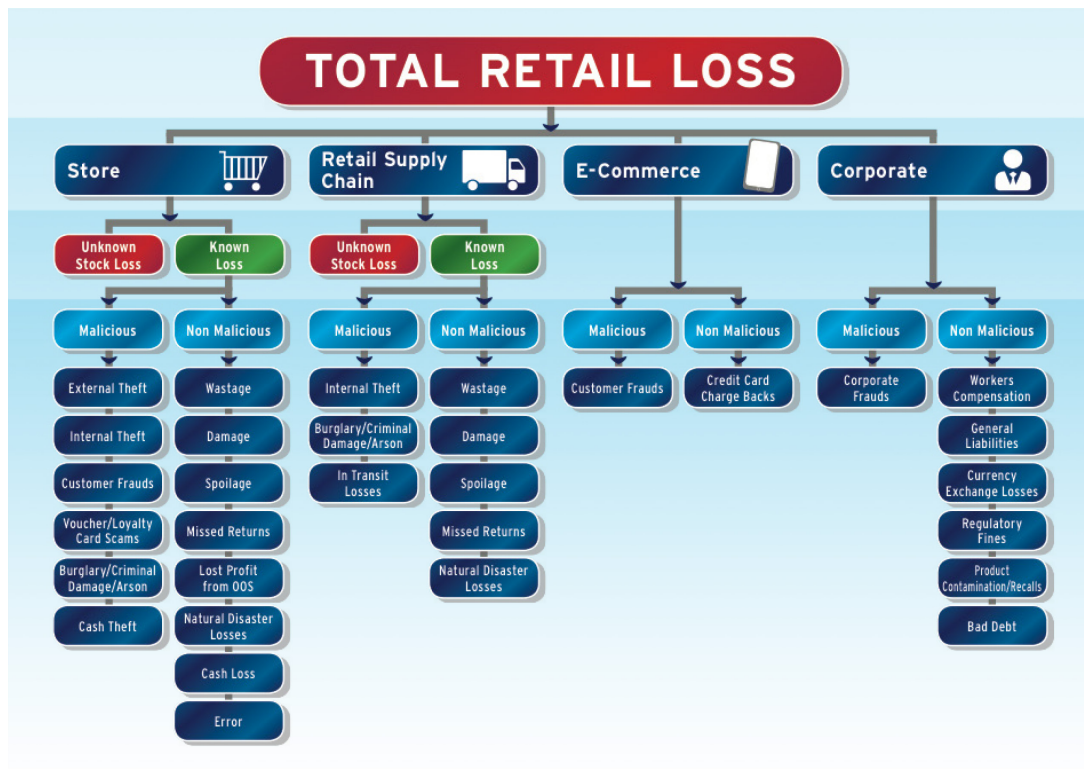 TOTAL RETAIL LOSS
Store
Retail Supply
Chain
E-Commerce
Corporate
Unknown
Stock Loss
Known
Loss
Unknown
Stock Loss
Known
Loss
Malicious
Non Malicious
Malicious
Non Malicious
Malicious
Non Malicious
Malicious
Non Malicious
External Theft
Internal Theft
Customer Frauds
Voucher/Loyalty
Card Scams
Burglary/Criminal
Damage/Arson
Cash Theft
Wastage
Damage
Spoilage
Missed Returns
Lost Profit
from OOS
Natural Disaster
Losses
Cash Loss
Error
Internal Theft
Burglary/Criminal
Damage/Arson
In Transit
Losses
Wastage
Damage
Spoilage
Missed Returns
Natural Disaster
Losses
Customer Frauds
Credit Card
Charge Backs
Corporate
Frauds
Workers
Compensation
General
Liabilities
Currency
Exchange Losses
Regulatory
Fines
Product
Contamination/Recalls
Bad Debt